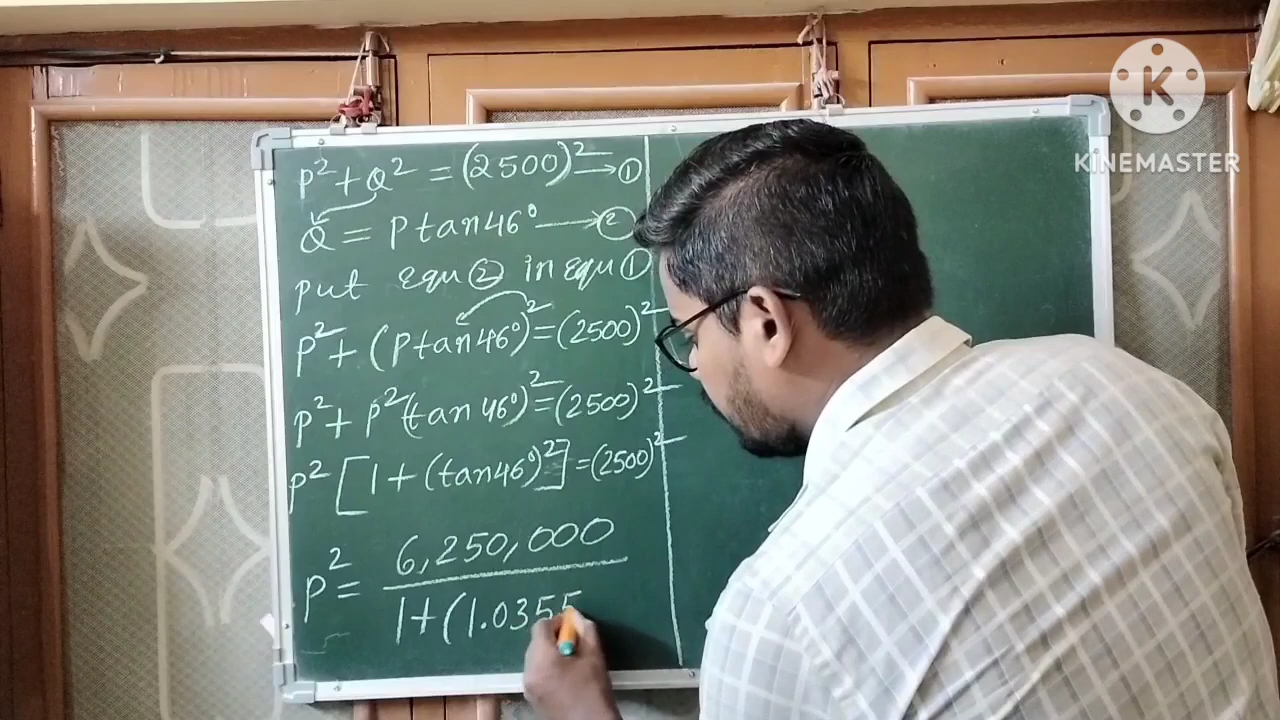 P² + Q² = (2500)² → ①
Q = P tan 46° → ②
put equ ② in equ ①
P² + (P tan 46°)² = (2500)²
P² + P² (tan 46°)² = (2500)²
P² [1 + (tan 46°)²] = (2500)²
P² = 6,250,000
1 + (1.0355
K
KINEMASTER